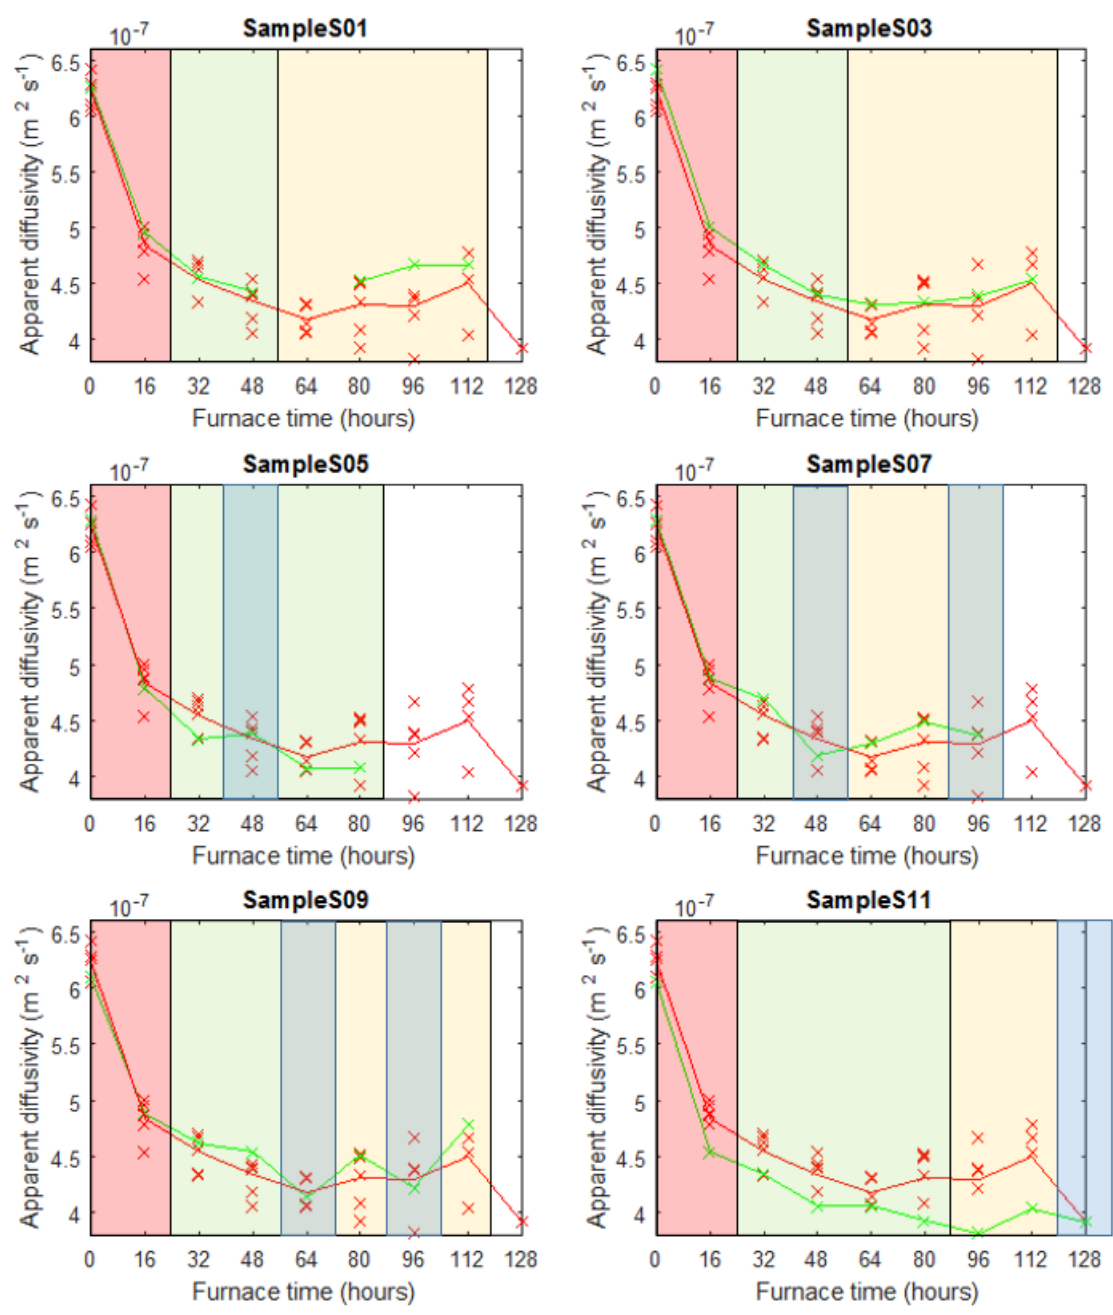 SampleS01
10⁻⁷
6.5
6
5.5
5
4.5
4
Apparent diffusivity (m ² s⁻¹)
0 16 32 48 64 80 96 112 128
Furnace time (hours)
SampleS03
10⁻⁷
6.5
6
5.5
5
4.5
4
Apparent diffusivity (m ² s⁻¹)
0 16 32 48 64 80 96 112 128
Furnace time (hours)
SampleS05
10⁻⁷
6.5
6
5.5
5
4.5
4
Apparent diffusivity (m ² s⁻¹)
0 16 32 48 64 80 96 112 128
Furnace time (hours)
SampleS07
10⁻⁷
6.5
6
5.5
5
4.5
4
Apparent diffusivity (m ² s⁻¹)
0 16 32 48 64 80 96 112 128
Furnace time (hours)
SampleS09
10⁻⁷
6.5
6
5.5
5
4.5
4
Apparent diffusivity (m ² s⁻¹)
0 16 32 48 64 80 96 112 128
Furnace time (hours)
SampleS11
10⁻⁷
6.5
6
5.5
5
4.5
4
Apparent diffusivity (m ² s⁻¹)
0 16 32 48 64 80 96 112 128
Furnace time (hours)